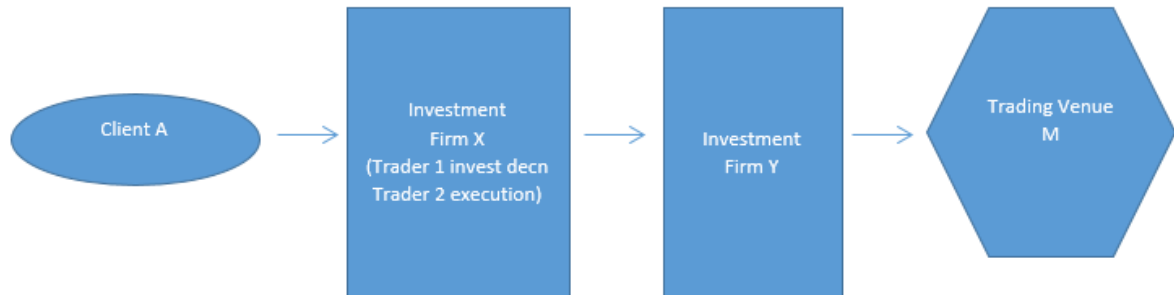 Client A
Investment
Firm X
(Trader 1 invest decn
Trader 2 execution)
Investment
Firm Y
Trading Venue
M